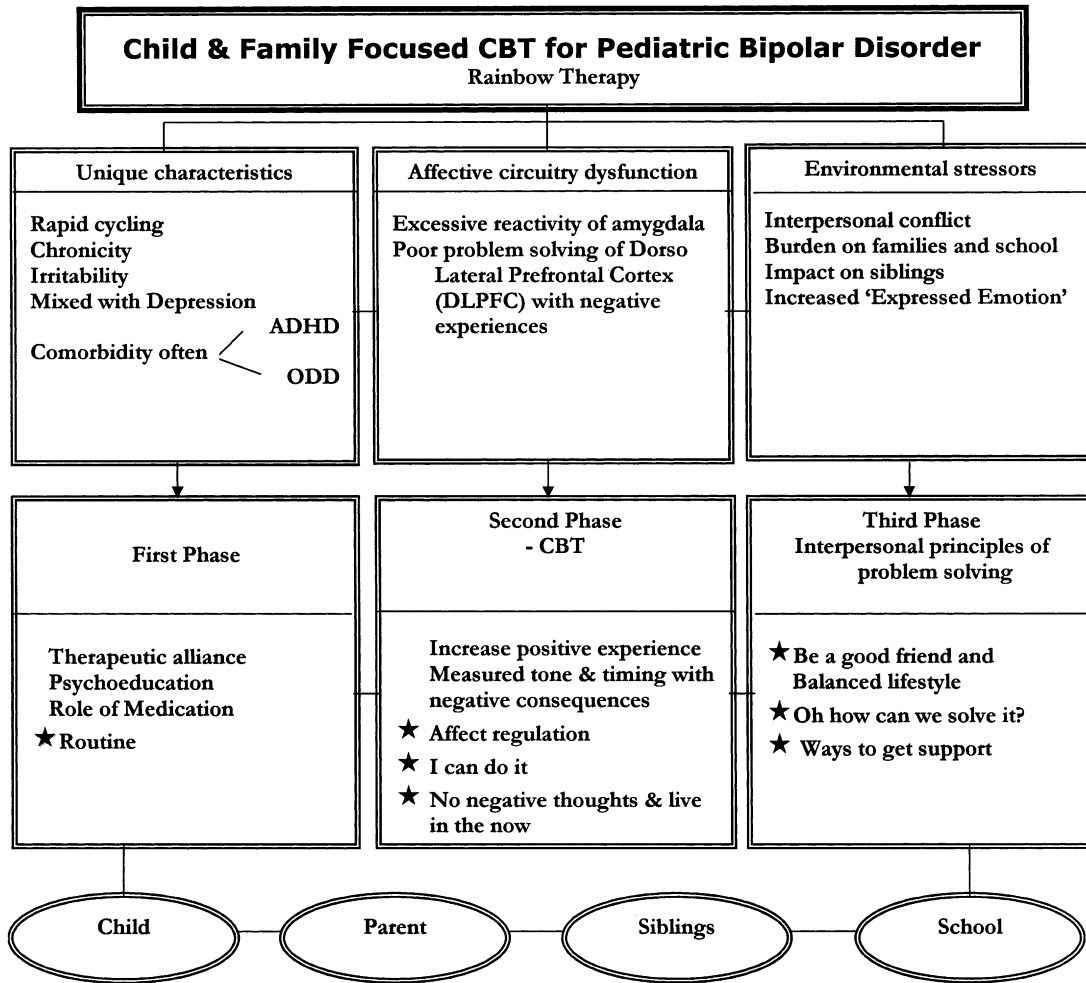 Child & Family Focused CBT for Pediatric Bipolar Disorder
Rainbow Therapy
Unique characteristics
Rapid cycling
Chronicity
Irritability
Mixed with Depression
ADHD
Comorbidity often
ODD
Affective circuitry dysfunction
Excessive reactivity of amygdala
Poor problem solving of Dorso
Lateral Prefrontal Cortex
(DLPFC) with negative
experiences
Environmental stressors
Interpersonal conflict
Burden on families and school
Impact on siblings
Increased ‘Expressed Emotion’
First Phase
Therapeutic alliance
Psychoeducation
Role of Medication
★ Routine
Second Phase
- CBT
Increase positive experience
Measured tone & timing with
negative consequences
★ Affect regulation
★ I can do it
★ No negative thoughts & live
in the now
Third Phase
Interpersonal principles of
problem solving
★ Be a good friend and
Balanced lifestyle
★ Oh how can we solve it?
★ Ways to get support
Child
Parent
Siblings
School